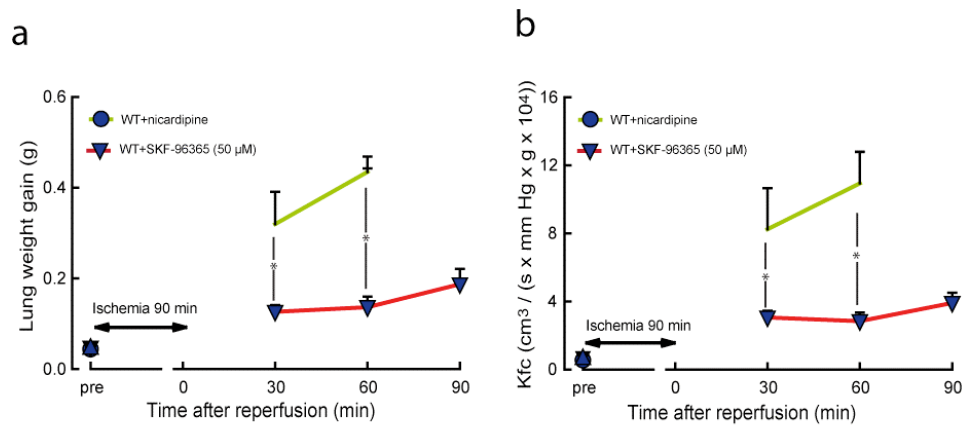 a
Lung weight gain (g)
0.6
0.4
0.2
0.0
WT+nicardipine
WT+SKF-96365 (50 µM)
*
*
Ischemia 90 min
pre
0
30
60
90
Time after reperfusion (min)
b
Kfc (cm³ / (s x mm Hg x g x 10⁴))
16
12
8
4
0
WT+nicardipine
WT+SKF-96365 (50 µM)
*
*
Ischemia 90 min
pre
0
30
60
90
Time after reperfusion (min)